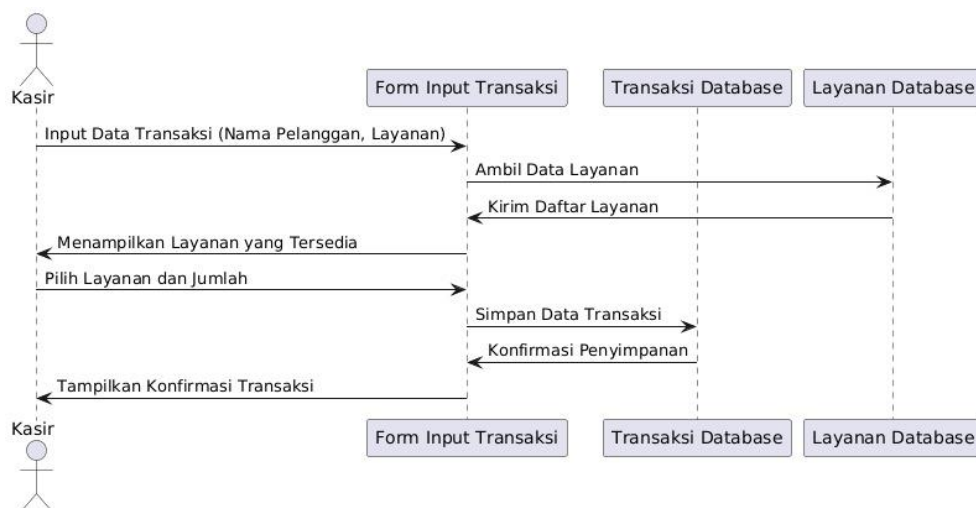 Kasir
Form Input Transaksi
Transaksi Database
Layanan Database
Input Data Transaksi (Nama Pelanggan, Layanan)
Ambil Data Layanan
Kirim Daftar Layanan
Menampilkan Layanan yang Tersedia
Pilih Layanan dan Jumlah
Simpan Data Transaksi
Konfirmasi Penyimpanan
Tampilkan Konfirmasi Transaksi
Kasir
Form Input Transaksi
Transaksi Database
Layanan Database